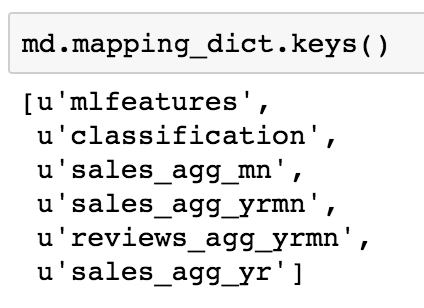 md.mapping_dict.keys()
[u'mlfeatures',
u'classification',
u'sales_agg_mn',
u'sales_agg_yrmn',
u'reviews_agg_yrmn',
u'sales_agg_yr']